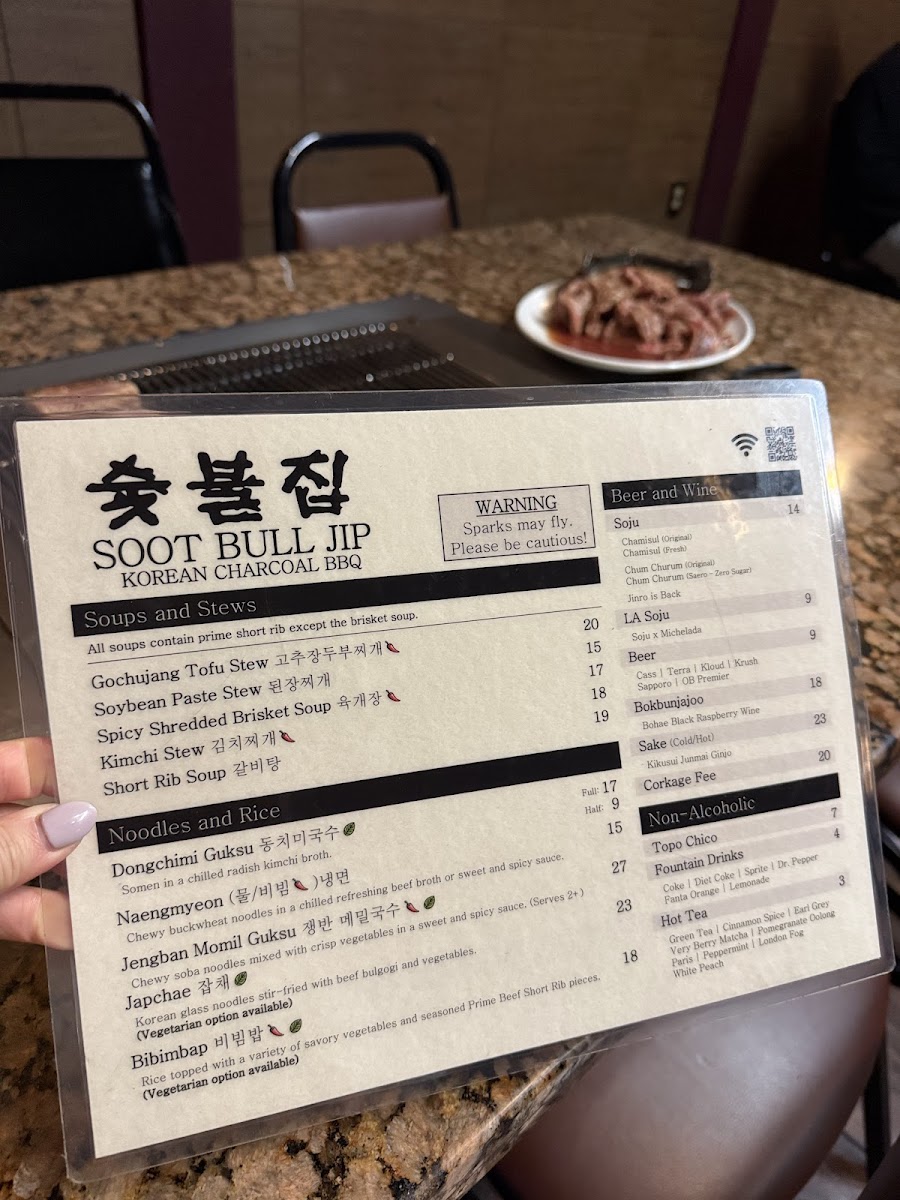 숯불집
SOOT BULL JIP
KOREAN CHARCOAL BBQ
WARNING
Sparks may fly.
Please be cautious!
Soups and Stews
All soups contain prime short rib except the brisket soup.
Gochujang Tofu Stew 고추장두부찌개 20
Soybean Paste Stew 된장찌개 15
Spicy Shredded Brisket Soup 육개장 17
Kimchi Stew 김치찌개 18
Short Rib Soup 갈비탕 19
Noodles and Rice
Dongchimi Guksu 동치미국수 Full: 17
Half: 9
Somen in a chilled radish kimchi broth.
Naengmyeon (물/비빔)냉면 15
Chewy buckwheat noodles in a chilled refreshing beef broth or sweet and spicy sauce.
Jengban Momil Guksu 쟁반 메밀국수 27
Chewy soba noodles mixed with crisp vegetables in a sweet and spicy sauce. (Serves 2+)
Japchae 잡채 23
Korean glass noodles stir-fried with beef bulgogi and vegetables.
(Vegetarian option available)
Bibimbap 비빔밥 18
Rice topped with a variety of savory vegetables and seasoned Prime Beef Short Rib pieces.
(Vegetarian option available)
Beer and Wine
Soju 14
Chamisul (Original)
Chamisul (Fresh)
Chum Churum (Original)
Chum Churum (Saero - Zero Sugar)
Jinro is Back
LA Soju 9
Soju x Michelada
Beer 9
Cass | Terra | Kloud | Krush
Sapporo | OB Premier
Bokbunjajoo 18
Bohae Black Raspberry Wine
Sake (Cold/Hot) 23
Kikusui Junmai Ginjo
Corkage Fee 20
Non-Alcoholic
Topo Chico 7
Fountain Drinks 4
Coke | Diet Coke | Sprite | Dr. Pepper
Fanta Orange | Lemonade
Hot Tea 3
Green Tea | Cinnamon Spice | Earl Grey
Very Berry Matcha | Pomegranate Oolong
Paris | Peppermint | London Fog
White Peach